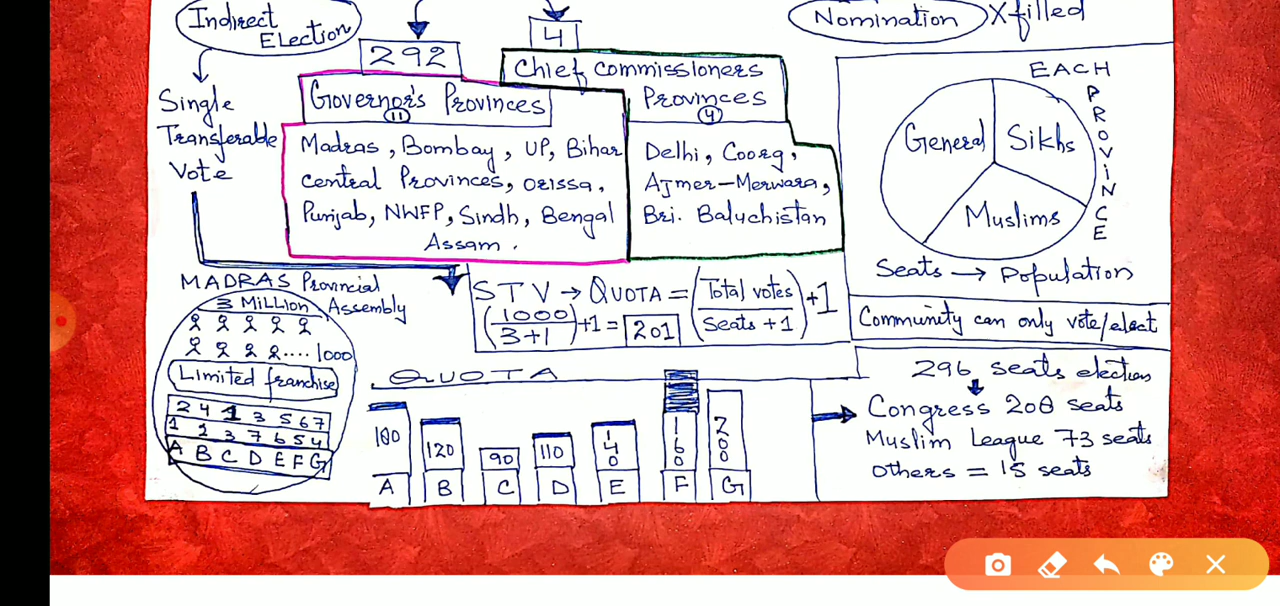 Indirect
Election
Nomination X filled
292
4
Chief Commissioners
Provinces
4
Governor's Provinces
11
Single
Transferable
Vote
Madras, Bombay, UP, Bihar
Central Provinces, Orissa,
Punjab, NWFP, Sindh, Bengal
Assam.
Delhi, Coorg,
Ajmer-Merwara,
Bri. Baluchistan
EACH
PROVINCE
General
Sikhs
Muslims
Seats → Population
Community can only vote/elect
MADRAS Provincial
Assembly
3 Million
....1000
Limited franchise
2 4 1 3 5 6 7
1 2 3 7 6 5 4
A B C D E F G
STV → QUOTA = (Total votes / Seats + 1) + 1
(1000 / 3+1) + 1 = 201
QUOTA
180
120
90
110
140
160
200
A
B
C
D
E
F
G
296 seats election
Congress 208 seats
Muslim League 73 seats
Others = 15 seats